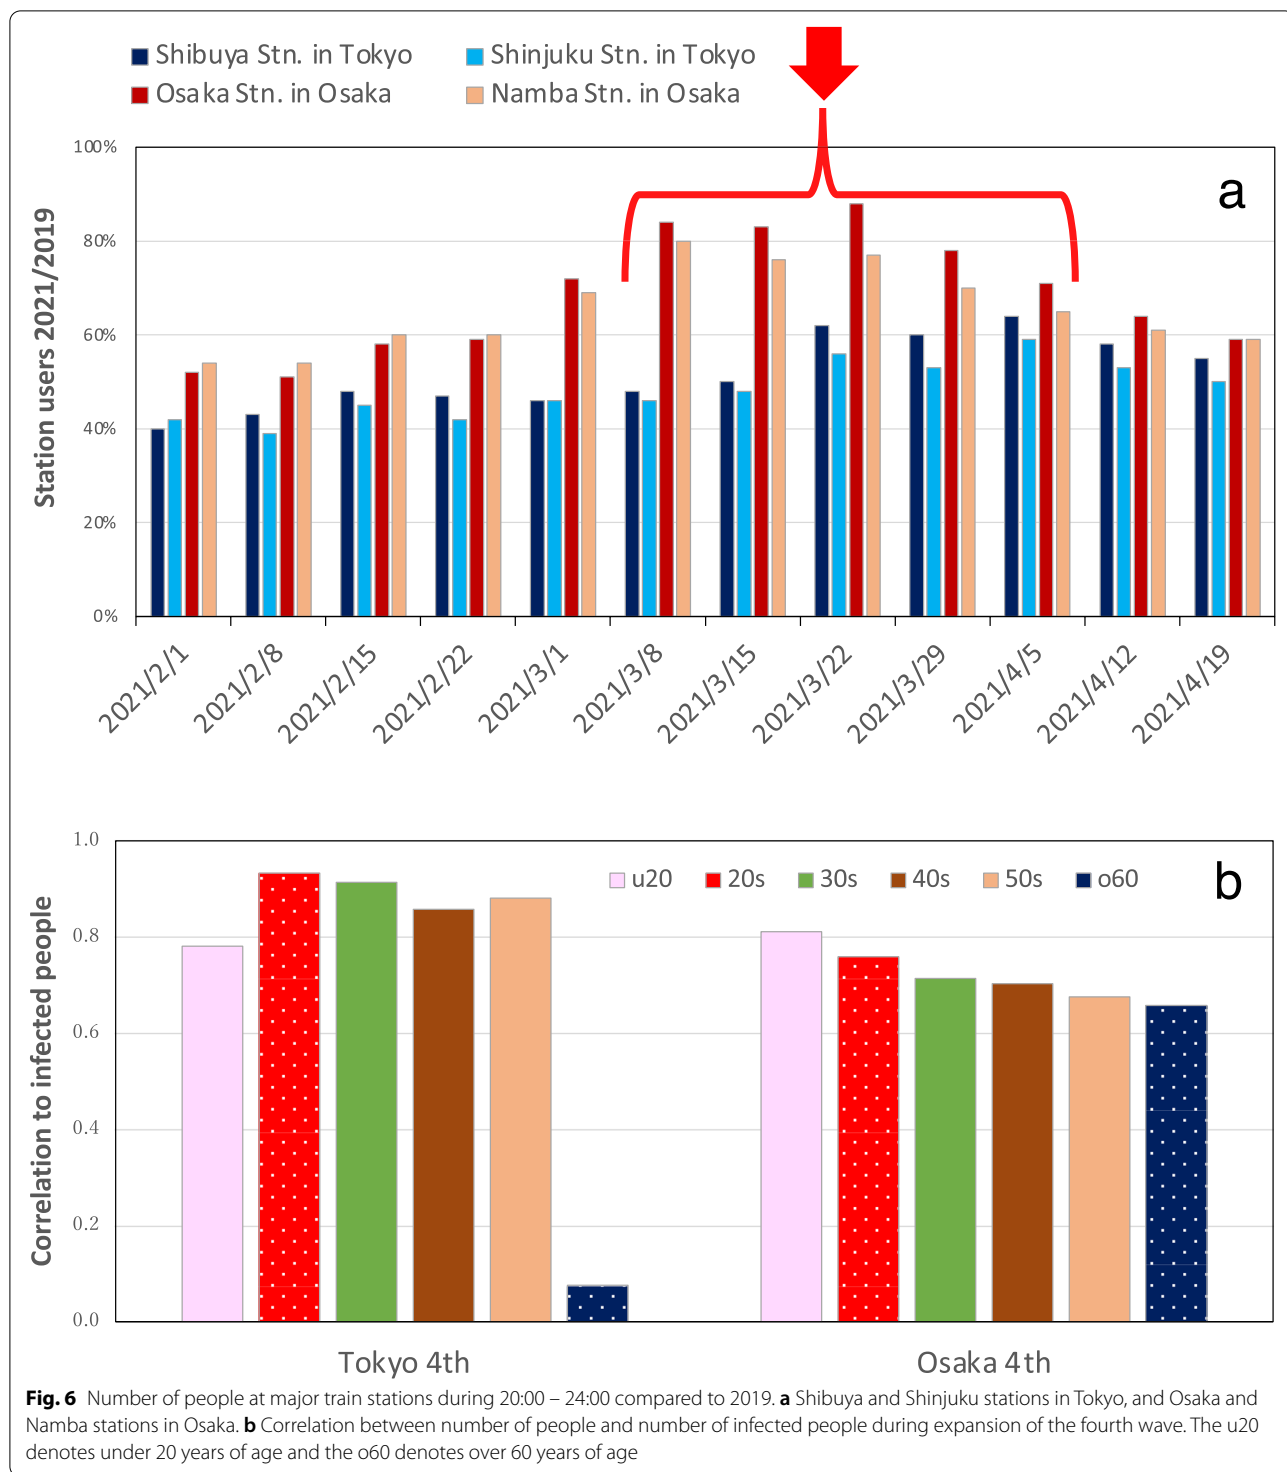 Shibuya Stn. in Tokyo
Shinjuku Stn. in Tokyo
Osaka Stn. in Osaka
Namba Stn. in Osaka
a
Station users 2021/2019
100%
80%
60%
40%
20%
0%
2021/2/1
2021/2/8
2021/2/15
2021/2/22
2021/3/1
2021/3/8
2021/3/15
2021/3/22
2021/3/29
2021/4/5
2021/4/12
2021/4/19
b
u20
20s
30s
40s
50s
o60
Correlation to infected people
1.0
0.8
0.6
0.4
0.2
0.0
Tokyo 4th
Osaka 4th
Fig. 6 Number of people at major train stations during 20:00 – 24:00 compared to 2019. a Shibuya and Shinjuku stations in Tokyo, and Osaka and
Namba stations in Osaka. b Correlation between number of people and number of infected people during expansion of the fourth wave. The u20
denotes under 20 years of age and the o60 denotes over 60 years of age